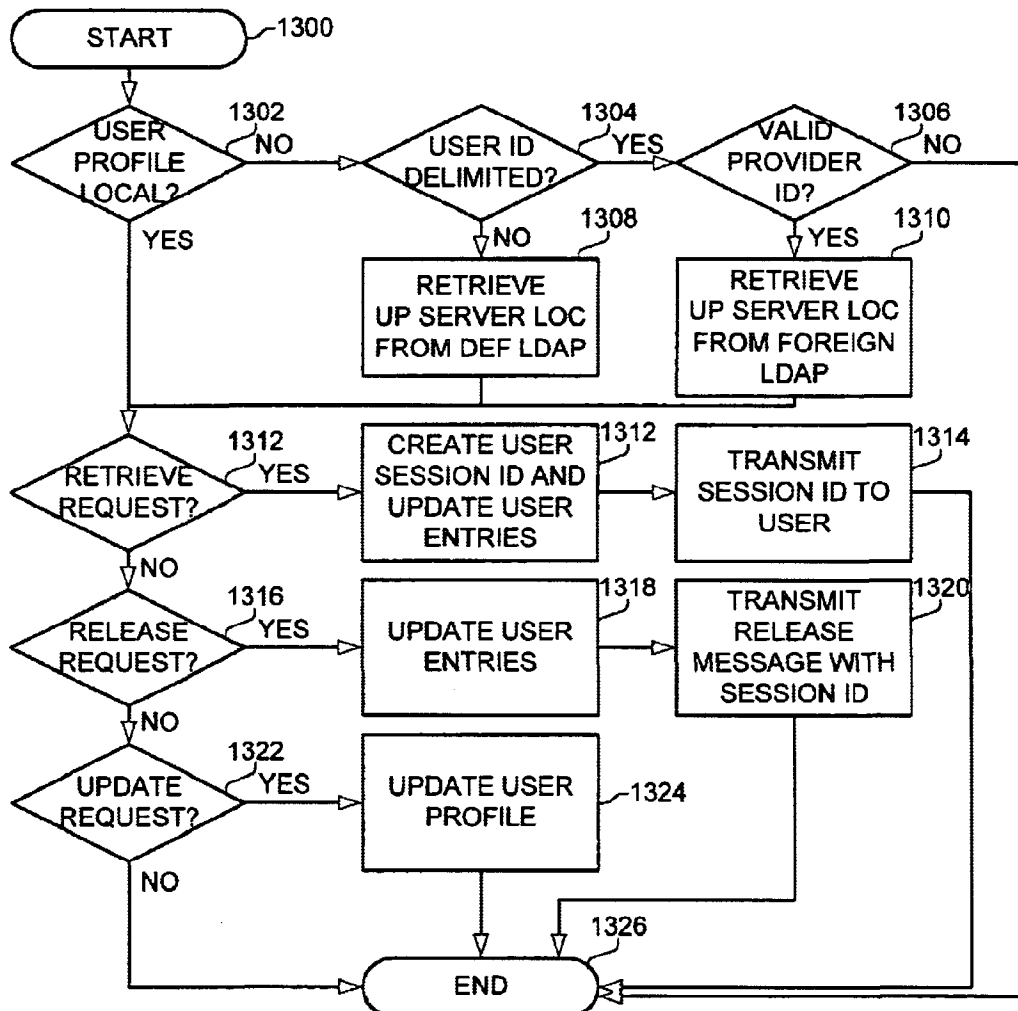 START
1300
USER
PROFILE
LOCAL?
1302
NO
YES
USER ID
DELIMITED?
1304
YES
NO
VALID
PROVIDER
ID?
1306
NO
YES
1308
RETRIEVE
UP SERVER LOC
FROM DEF LDAP
1310
RETRIEVE
UP SERVER LOC
FROM FOREIGN
LDAP
RETRIEVE
REQUEST?
1312
YES
NO
CREATE USER
SESSION ID AND
UPDATE USER
ENTRIES
1312
TRANSMIT
SESSION ID TO
USER
1314
RELEASE
REQUEST?
1316
YES
NO
UPDATE USER
ENTRIES
1318
TRANSMIT
RELEASE
MESSAGE WITH
SESSION ID
1320
UPDATE
REQUEST?
1322
YES
NO
UPDATE USER
PROFILE
1324
END
1326